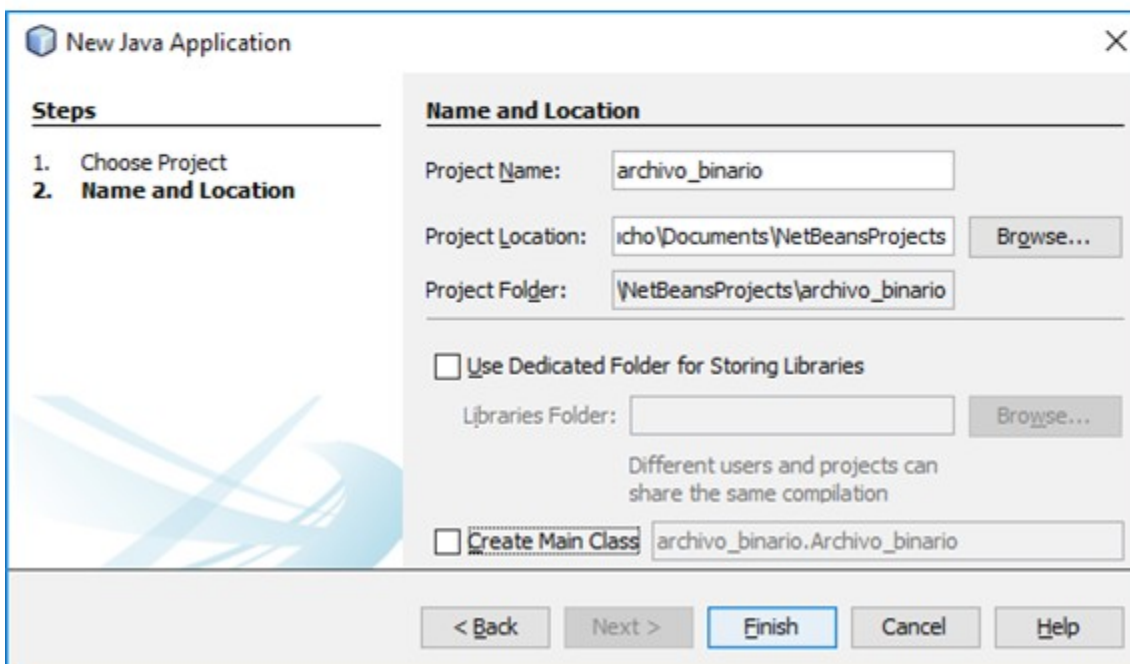 New Java Application
Steps
1. Choose Project
2. Name and Location
Name and Location
Project Name: archivo_binario
Project Location: cho\Documents\NetBeansProjects Browse...
Project Folder: \NetBeansProjects\archivo_binario
Use Dedicated Folder for Storing Libraries
Libraries Folder: Browse...
Different users and projects can
share the same compilation
Create Main Class archivo_binario.Archivo_binario
< Back Next > Finish Cancel Help